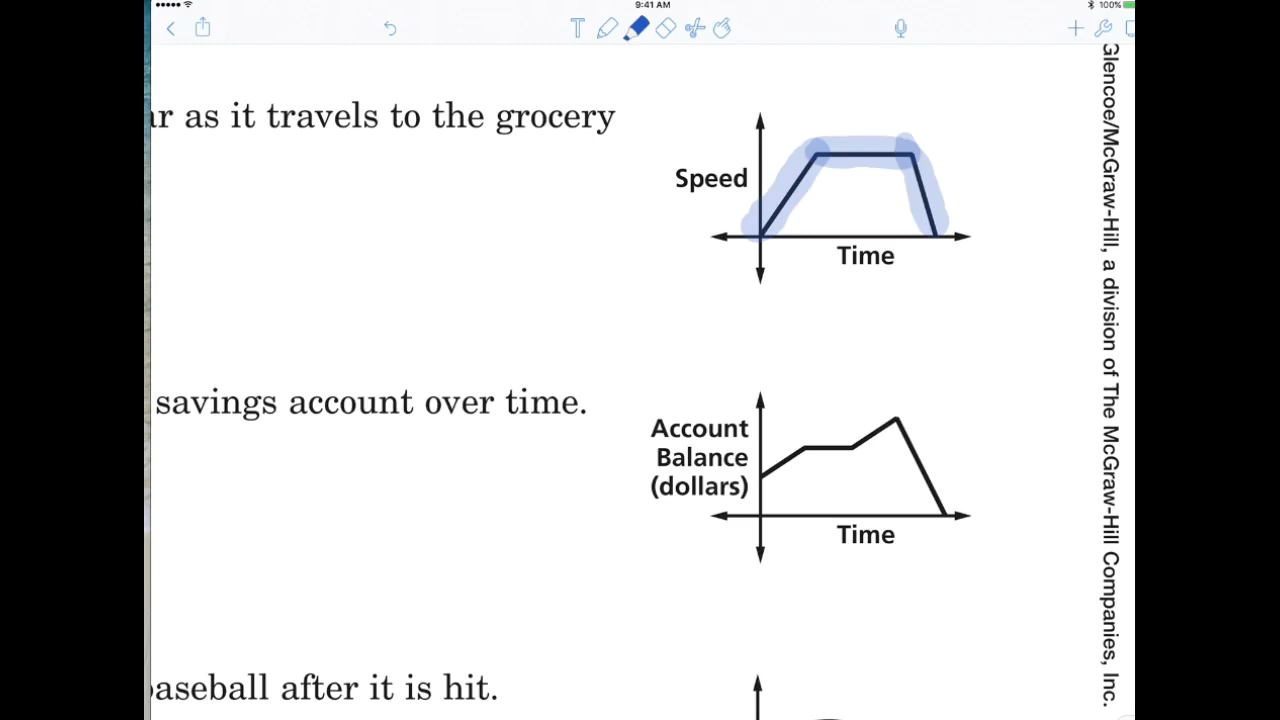 9:41 AM
100%
T
ar as it travels to the grocery
Speed
Time
savings account over time.
Account
Balance
(dollars)
Time
baseball after it is hit.
Glencoe/McGraw-Hill, a division of The McGraw-Hill Companies, Inc.